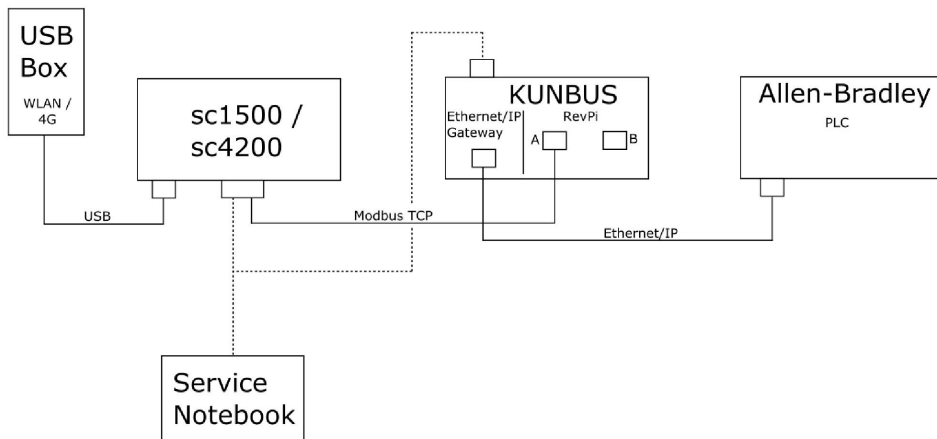 USB
Box
WLAN /
4G
sc1500 /
sc4200
KUNBUS
Ethernet/IP
Gateway
RevPi
A
B
Allen-Bradley
PLC
USB
Modbus TCP
Ethernet/IP
Service
Notebook